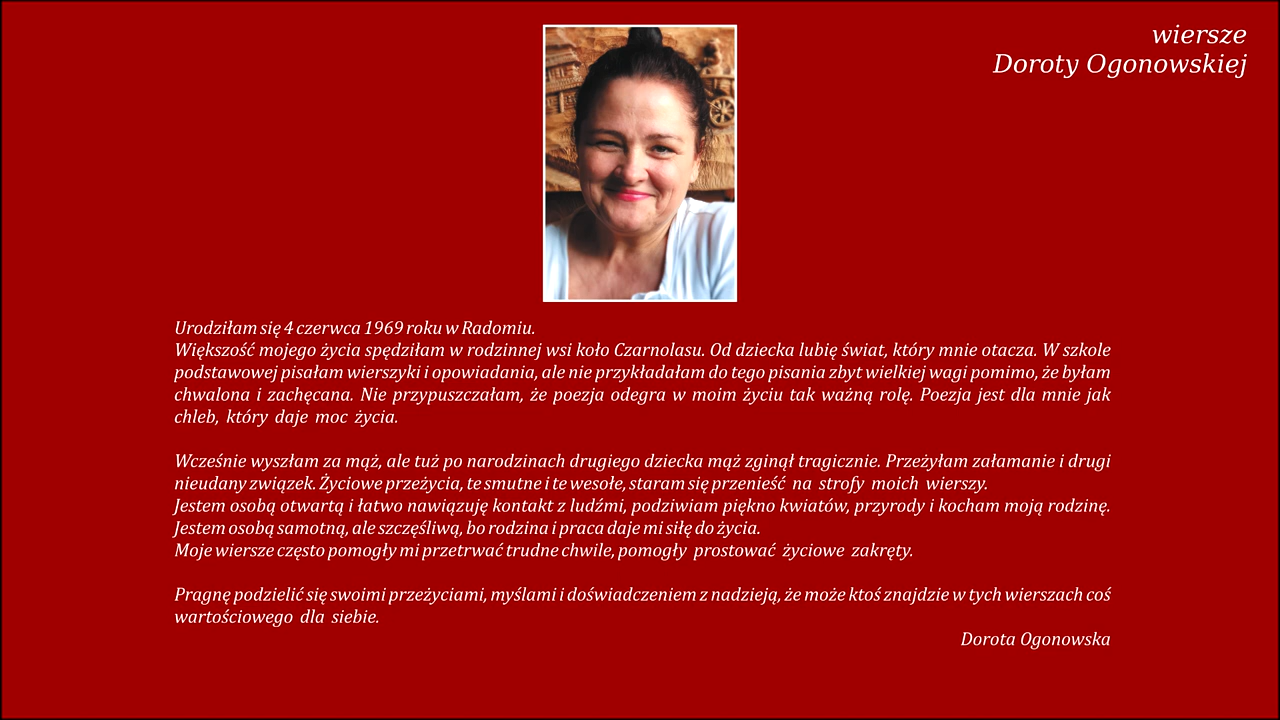 wiersze
Doroty Ogonowskiej
Urodziłam się 4 czerwca 1969 roku w Radomiu.
Większość mojego życia spędziłam w rodzinnej wsi koło Czarnolasu. Od dziecka lubię świat, który mnie otacza. W szkole
podstawowej pisałam wierszyki i opowiadania, ale nie przykładałam do tego pisania zbyt wielkiej wagi pomimo, że byłam
chwalona i zachęcana. Nie przypuszczałam, że poezja odegra w moim życiu tak ważną rolę. Poezja jest dla mnie jak
chleb, który daje moc życia.
Wcześnie wyszłam za mąż, ale tuż po narodzinach drugiego dziecka mąż zginął tragicznie. Przeżyłam załamanie i drugi
nieudany związek. Życiowe przeżycia, te smutne i te wesołe, staram się przenieść na strofy moich wierszy.
Jestem osobą otwartą i łatwo nawiązuję kontakt z ludźmi, podziwiam piękno kwiatów, przyrody i kocham moją rodzinę.
Jestem osobą samotną, ale szczęśliwą, bo rodzina i praca daje mi siłę do życia.
Moje wiersze często pomogły mi przetrwać trudne chwile, pomogły prostować życiowe zakręty.
Pragnę podzielić się swoimi przeżyciami, myślami i doświadczeniem z nadzieją, że może ktoś znajdzie w tych wierszach coś
wartościowego dla siebie.
Dorota Ogonowska